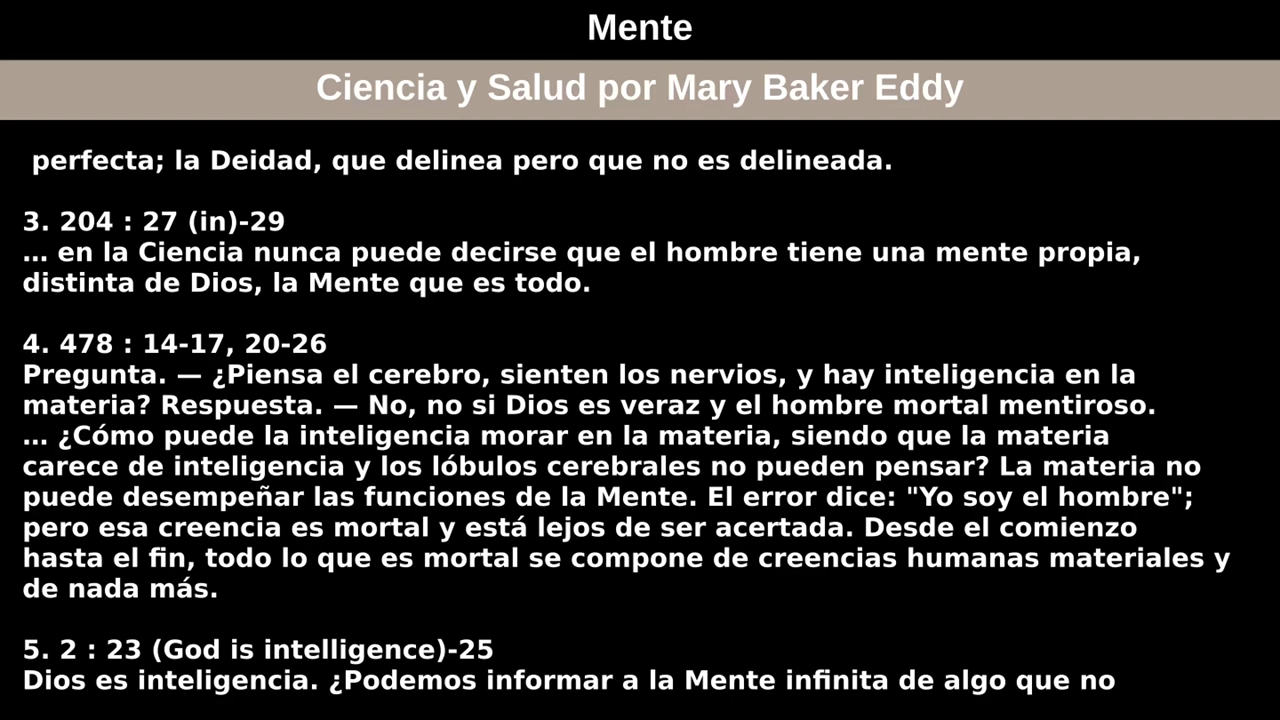 Mente
Ciencia y Salud por Mary Baker Eddy
perfecta; la Deidad, que delinea pero que no es delineada.
3. 204 : 27 (in)-29
… en la Ciencia nunca puede decirse que el hombre tiene una mente propia,
distinta de Dios, la Mente que es todo.
4. 478 : 14-17, 20-26
Pregunta. — ¿Piensa el cerebro, sienten los nervios, y hay inteligencia en la
materia? Respuesta. — No, no si Dios es veraz y el hombre mortal mentiroso.
… ¿Cómo puede la inteligencia morar en la materia, siendo que la materia
carece de inteligencia y los lóbulos cerebrales no pueden pensar? La materia no
puede desempeñar las funciones de la Mente. El error dice: "Yo soy el hombre";
pero esa creencia es mortal y está lejos de ser acertada. Desde el comienzo
hasta el fin, todo lo que es mortal se compone de creencias humanas materiales y
de nada más.
5. 2 : 23 (God is intelligence)-25
Dios es inteligencia. ¿Podemos informar a la Mente infinita de algo que no